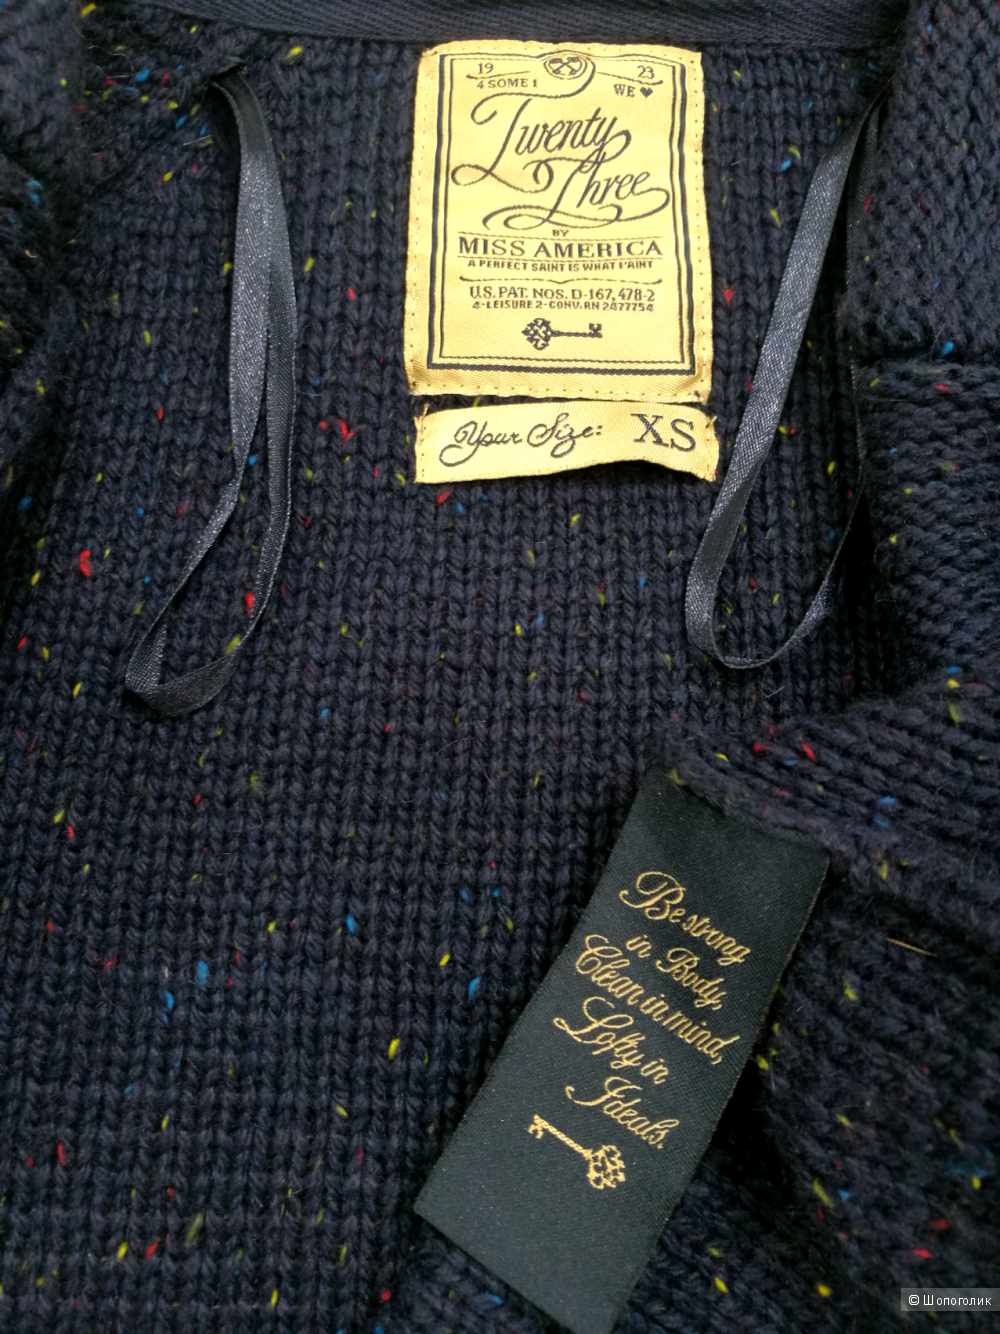 19 23
4 SOME 1 WE ♥
Twenty
Three
BY
MISS AMERICA
A PERFECT SAINT IS WHAT I'AINT
U.S. PAT. NOS. D-167, 478-2
4-LEISURE 2-CONV.RN 2477754
Your Size: XS
Be strong
in Body,
Clean in mind,
Lofty in
Ideals.
© Шопоголик